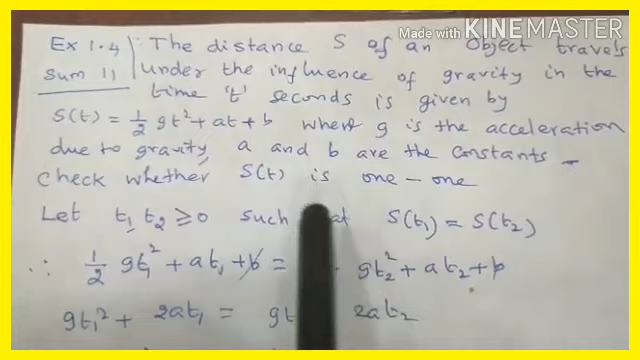 Made with KINEMASTER
Ex 1.4 The distance S of an Object travels
Sum 11 under the influence of gravity in the
time 't' seconds is given by
S(t) = 1/2 gt² + at + b where g is the acceleration
due to gravity, a and b are the constants -
Check whether S(t) is one - one
Let t₁, t₂ ≥ 0 such at S(t₁) = S(t₂)
∴ 1/2 gt₁² + at₁ + b = gt₂² + at₂ + b
gt₁² + 2at₁ = gt 2at₂